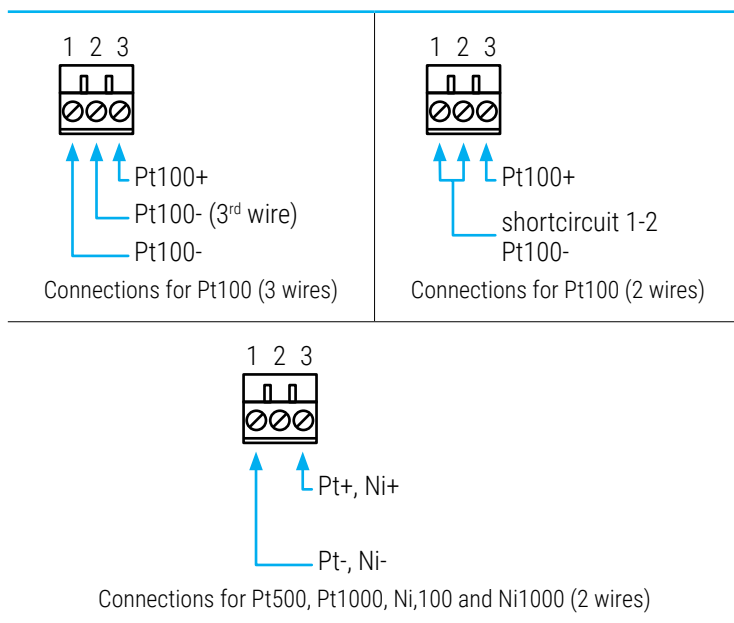 1 2 3
Pt100+
Pt100- (3rd wire)
Pt100-
Connections for Pt100 (3 wires)
1 2 3
Pt100+
shortcircuit 1-2
Pt100-
Connections for Pt100 (2 wires)
1 2 3
Pt+, Ni+
Pt-, Ni-
Connections for Pt500, Pt1000, Ni,100 and Ni1000 (2 wires)